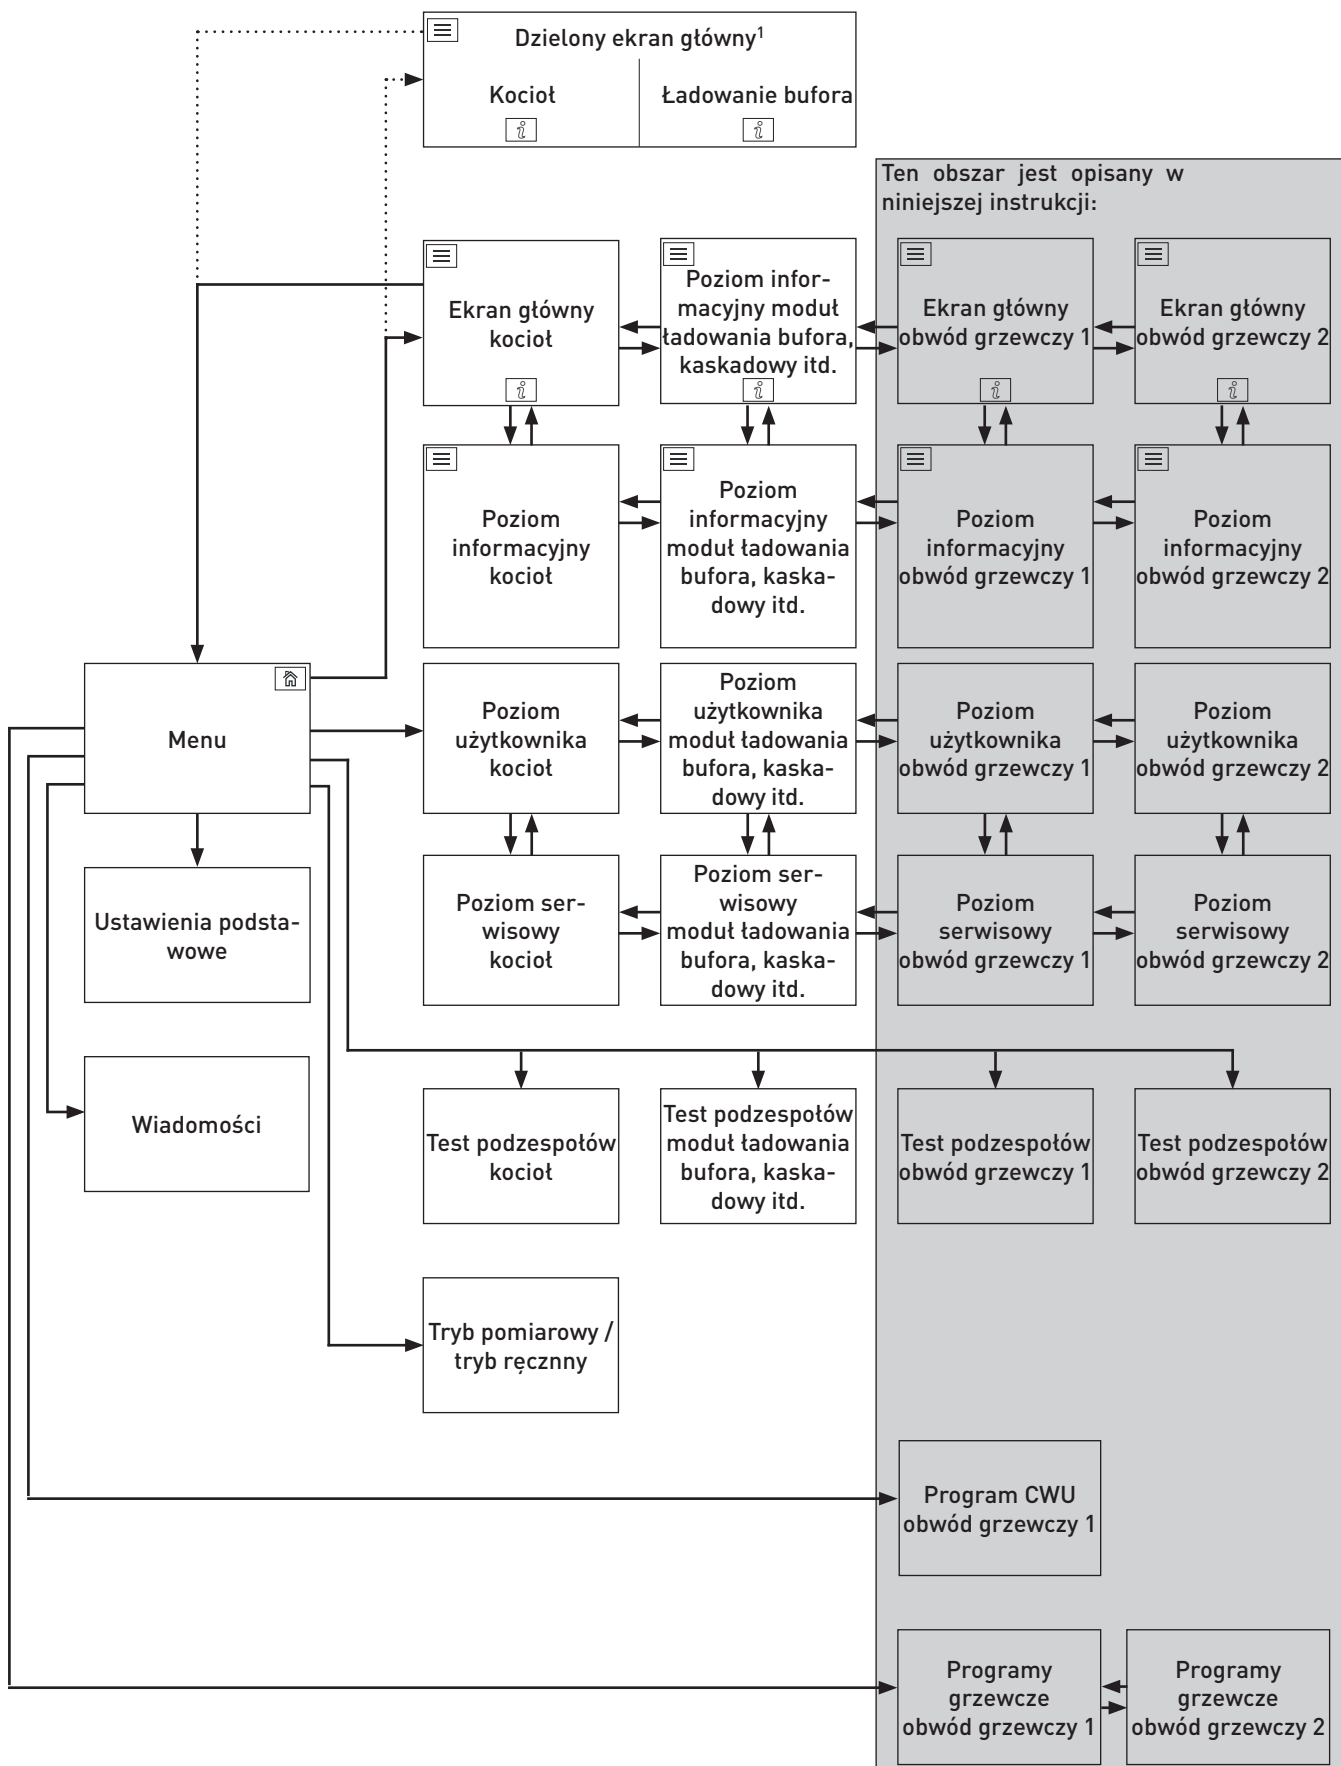 Dzielony ekran główny¹
Kocioł
Ładowanie bufora
Ten obszar jest opisany w
niniejszej instrukcji:
Ekran główny
kocioł
Poziom infor-
macyjny moduł
ładowania bufora,
kaskadowy itd.
Ekran główny
obwód grzewczy 1
Ekran główny
obwód grzewczy 2
Poziom
informacyjny
kocioł
Poziom
informacyjny
moduł ładowania
bufora, kaska-
dowy itd.
Poziom
informacyjny
obwód grzewczy 1
Poziom
informacyjny
obwód grzewczy 2
Menu
Poziom
użytkownika
kocioł
Poziom
użytkownika
moduł ładowania
bufora, kaska-
dowy itd.
Poziom
użytkownika
obwód grzewczy 1
Poziom
użytkownika
obwód grzewczy 2
Ustawienia podsta-
wowe
Poziom ser-
wisowy
kocioł
Poziom ser-
wisowy
moduł ładowania
bufora, kaska-
dowy itd.
Poziom
serwisowy
obwód grzewczy 1
Poziom
serwisowy
obwód grzewczy 2
Wiadomości
Test podzespołów
kocioł
Test podzespołów
moduł ładowania
bufora, kaska-
dowy itd.
Test podzespołów
obwód grzewczy 1
Test podzespołów
obwód grzewczy 2
Tryb pomiarowy /
tryb ręcznny
Program CWU
obwód grzewczy 1
Programy
grzewcze
obwód grzewczy 1
Programy
grzewcze
obwód grzewczy 2